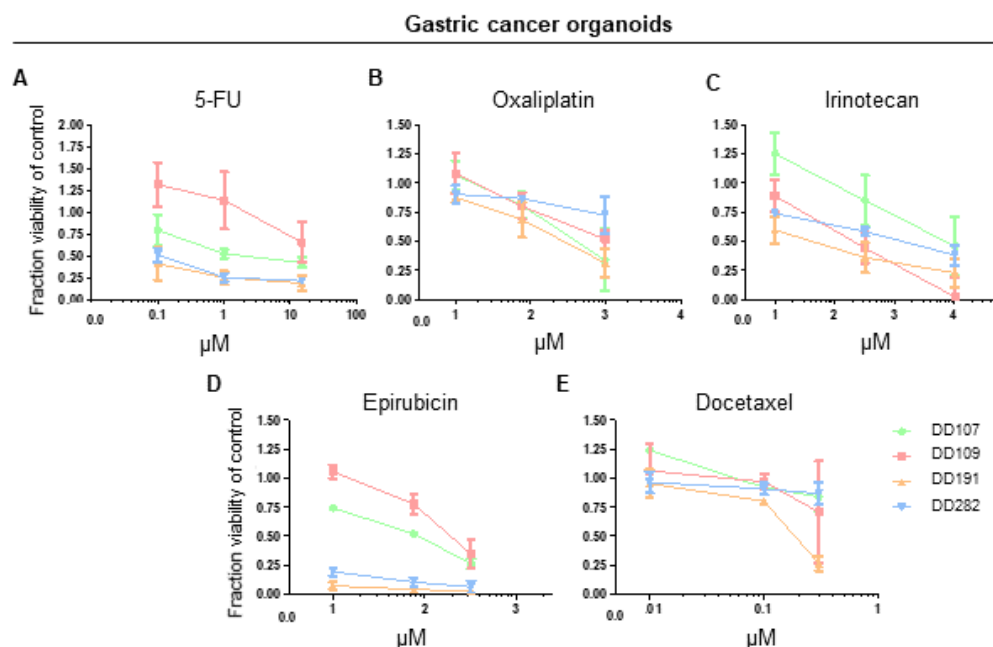 Gastric cancer organoids
A
5-FU
Fraction viability of control
2.00
1.75
1.50
1.25
1.00
0.75
0.50
0.25
0.00
0.0
0.1
1
10
100
µM
B
Oxaliplatin
1.50
1.25
1.00
0.75
0.50
0.25
0.00
0.0
1
2
3
4
µM
C
Irinotecan
1.50
1.25
1.00
0.75
0.50
0.25
0.00
0.0
1
2
3
4
µM
D
Epirubicin
Fraction viability of control
1.50
1.25
1.00
0.75
0.50
0.25
0.00
0.0
1
2
3
µM
E
Docetaxel
1.50
1.25
1.00
0.75
0.50
0.25
0.00
0.0
.01
0.1
1
µM
DD107
DD109
DD191
DD282